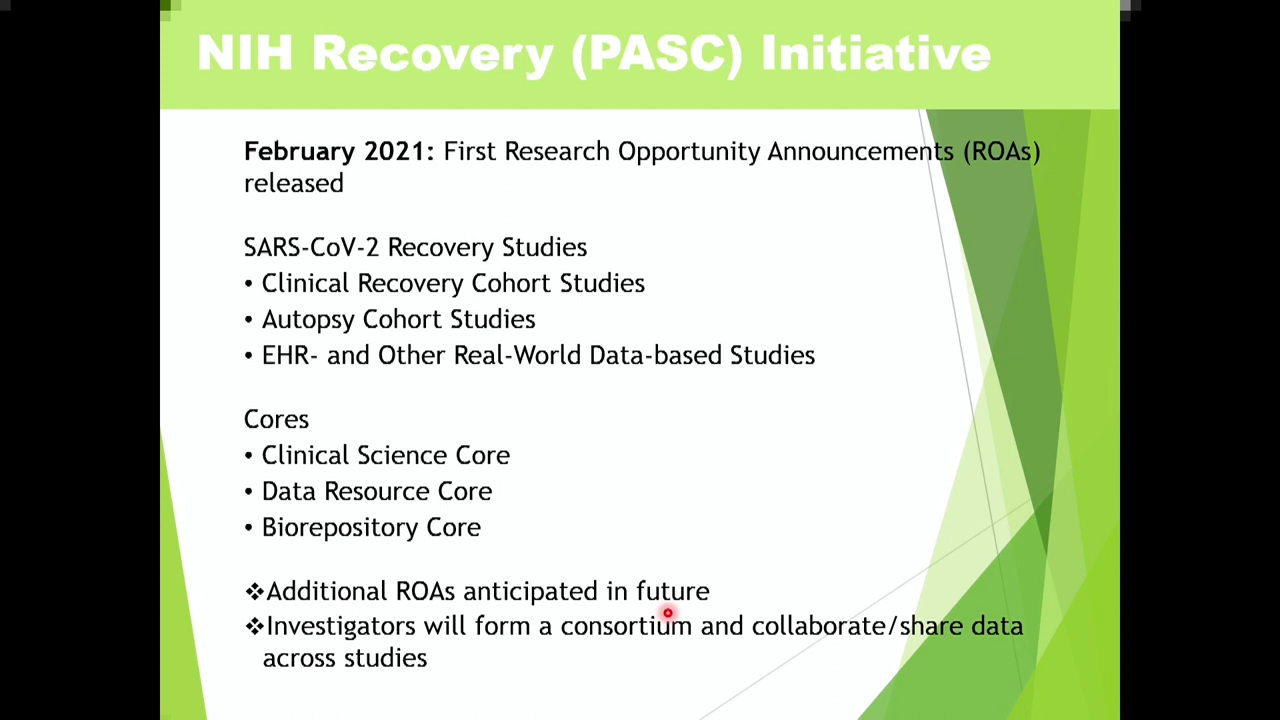 NIH Recovery (PASC) Initiative
February 2021: First Research Opportunity Announcements (ROAs)
released
SARS-CoV-2 Recovery Studies
• Clinical Recovery Cohort Studies
• Autopsy Cohort Studies
• EHR- and Other Real-World Data-based Studies
Cores
• Clinical Science Core
• Data Resource Core
• Biorepository Core
❖Additional ROAs anticipated in future
❖Investigators will form a consortium and collaborate/share data
across studies